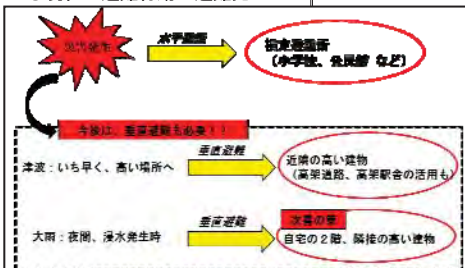 災害発生
水平避難
指定避難所
（小学校、公民館 など）
今後は、垂直避難も必要！！
津波：いち早く、高い場所へ
垂直避難
近隣の高い建物
（高架通路、高架駅舎の活用も）
大雨：夜間、浸水発生時
垂直避難
次善の策
自宅の２階、隣接の高い建物